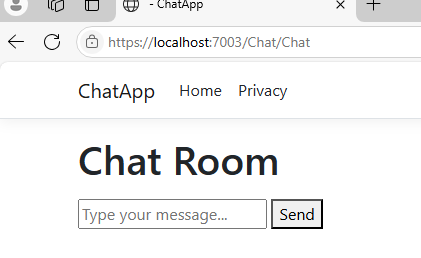 - ChatApp
https://localhost:7003/Chat/Chat
ChatApp Home Privacy
Chat Room
Type your message... Send